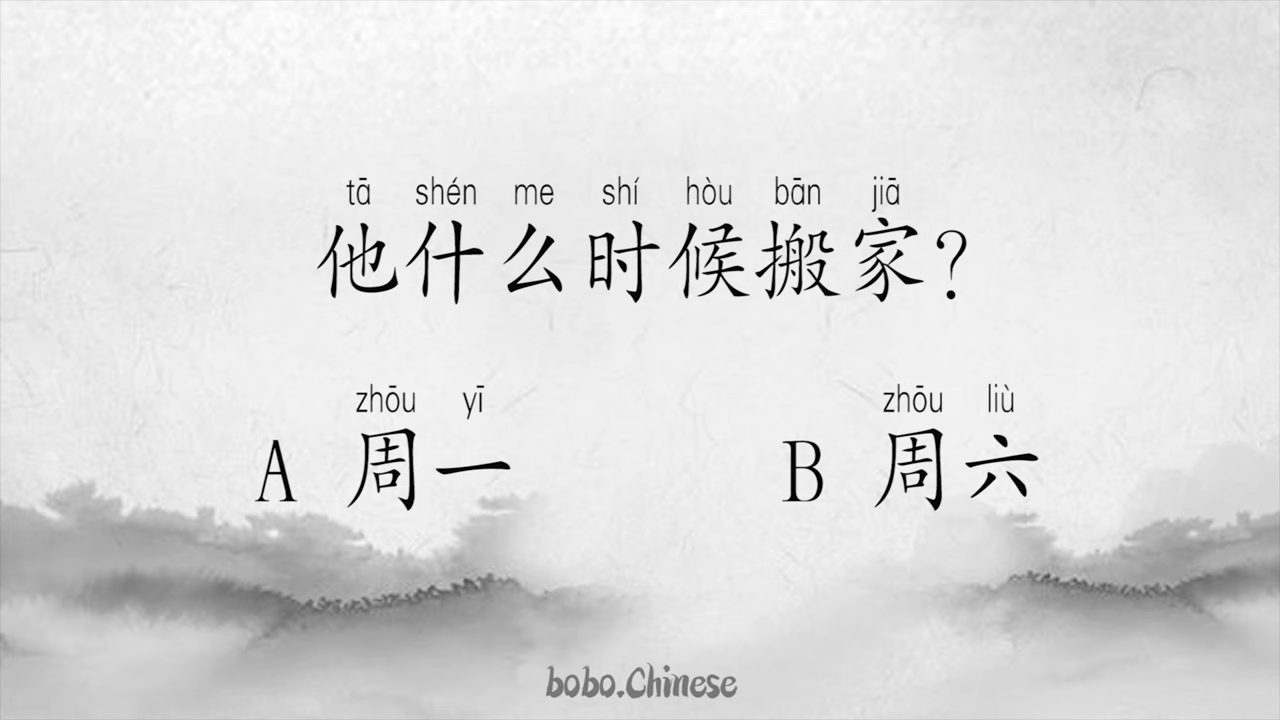 tā shén me shí hòu bān jiā
他什么时候搬家?
zhōu yī zhōu liù
A 周一 B 周六
bobo.Chinese